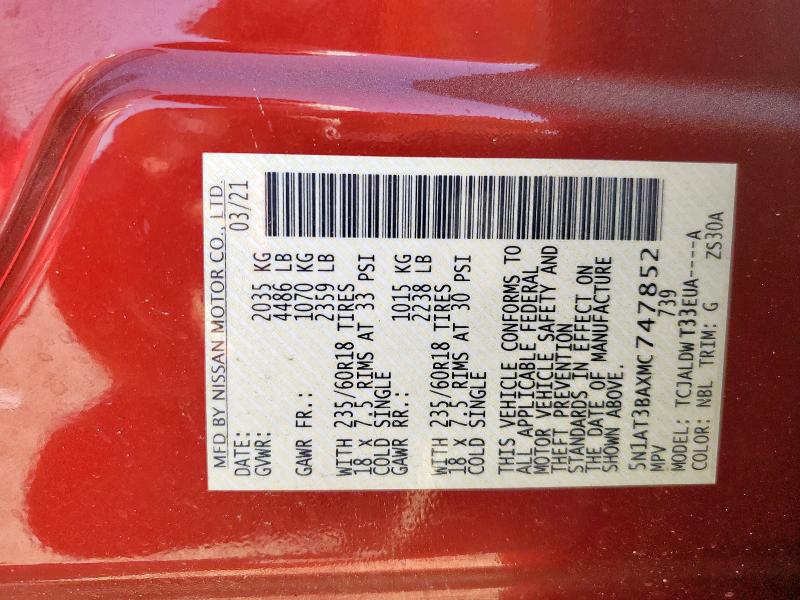 MFD BY NISSAN MOTOR CO., LTD.
DATE: 03/21
GVWR: 2035 KG
4486 LB
GAWR FR.: 1070 KG
2359 LB
WITH 235/60R18 TIRES
18 X 7.5 RIMS AT 33 PSI
COLD SINGLE
GAWR RR.: 1015 KG
2238 LB
WITH 235/60R18 TIRES
18 X 7.5 RIMS AT 30 PSI
COLD SINGLE
THIS VEHICLE CONFORMS TO
ALL APPLICABLE FEDERAL
MOTOR VEHICLE SAFETY AND
THEFT PREVENTION
STANDARDS IN EFFECT ON
THE DATE OF MANUFACTURE
SHOWN ABOVE.
5N1AT3BAXMC747852
MPV 739
MODEL: TCJALDW T33EUA----A
COLOR: NBL TRIM: G ZS30A